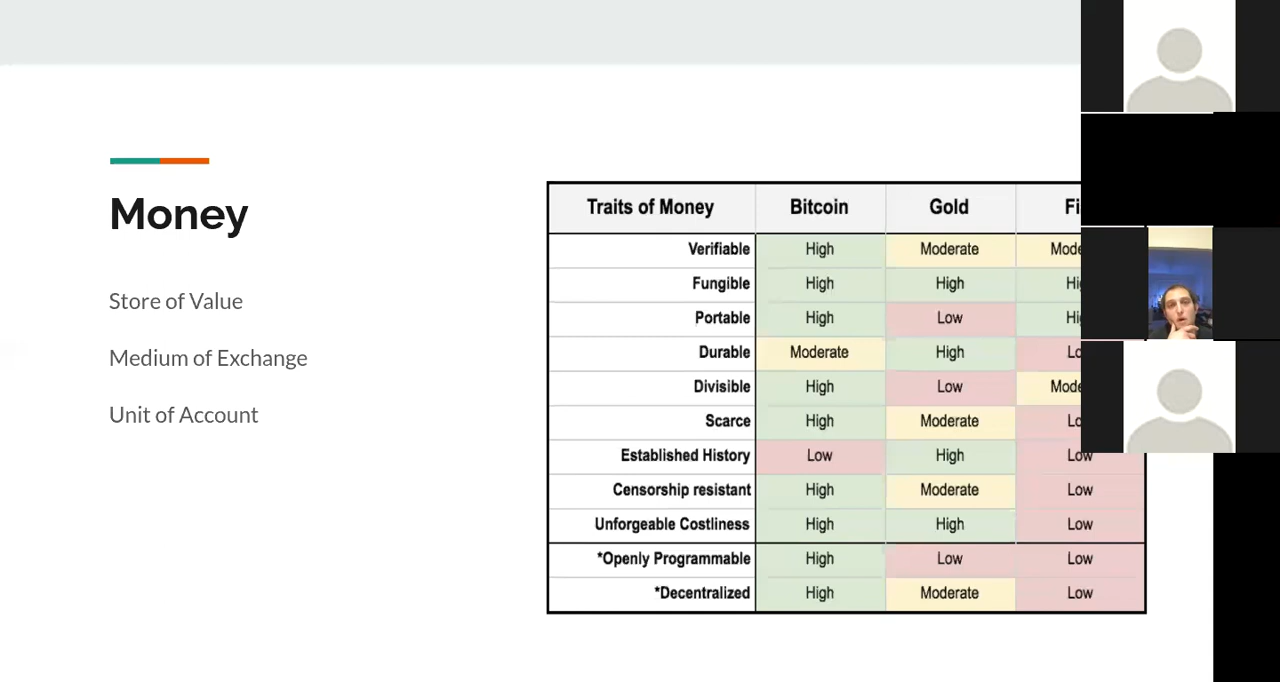 Money
Store of Value
Medium of Exchange
Unit of Account
Traits of Money Bitcoin Gold
Verifiable High Moderate
Fungible High High
Portable High Low
Durable Moderate High
Divisible High Low
Scarce High Moderate
Established History Low High Low
Censorship resistant High Moderate Low
Unforgeable Costliness High High Low
*Openly Programmable High Low Low
*Decentralized High Moderate Low